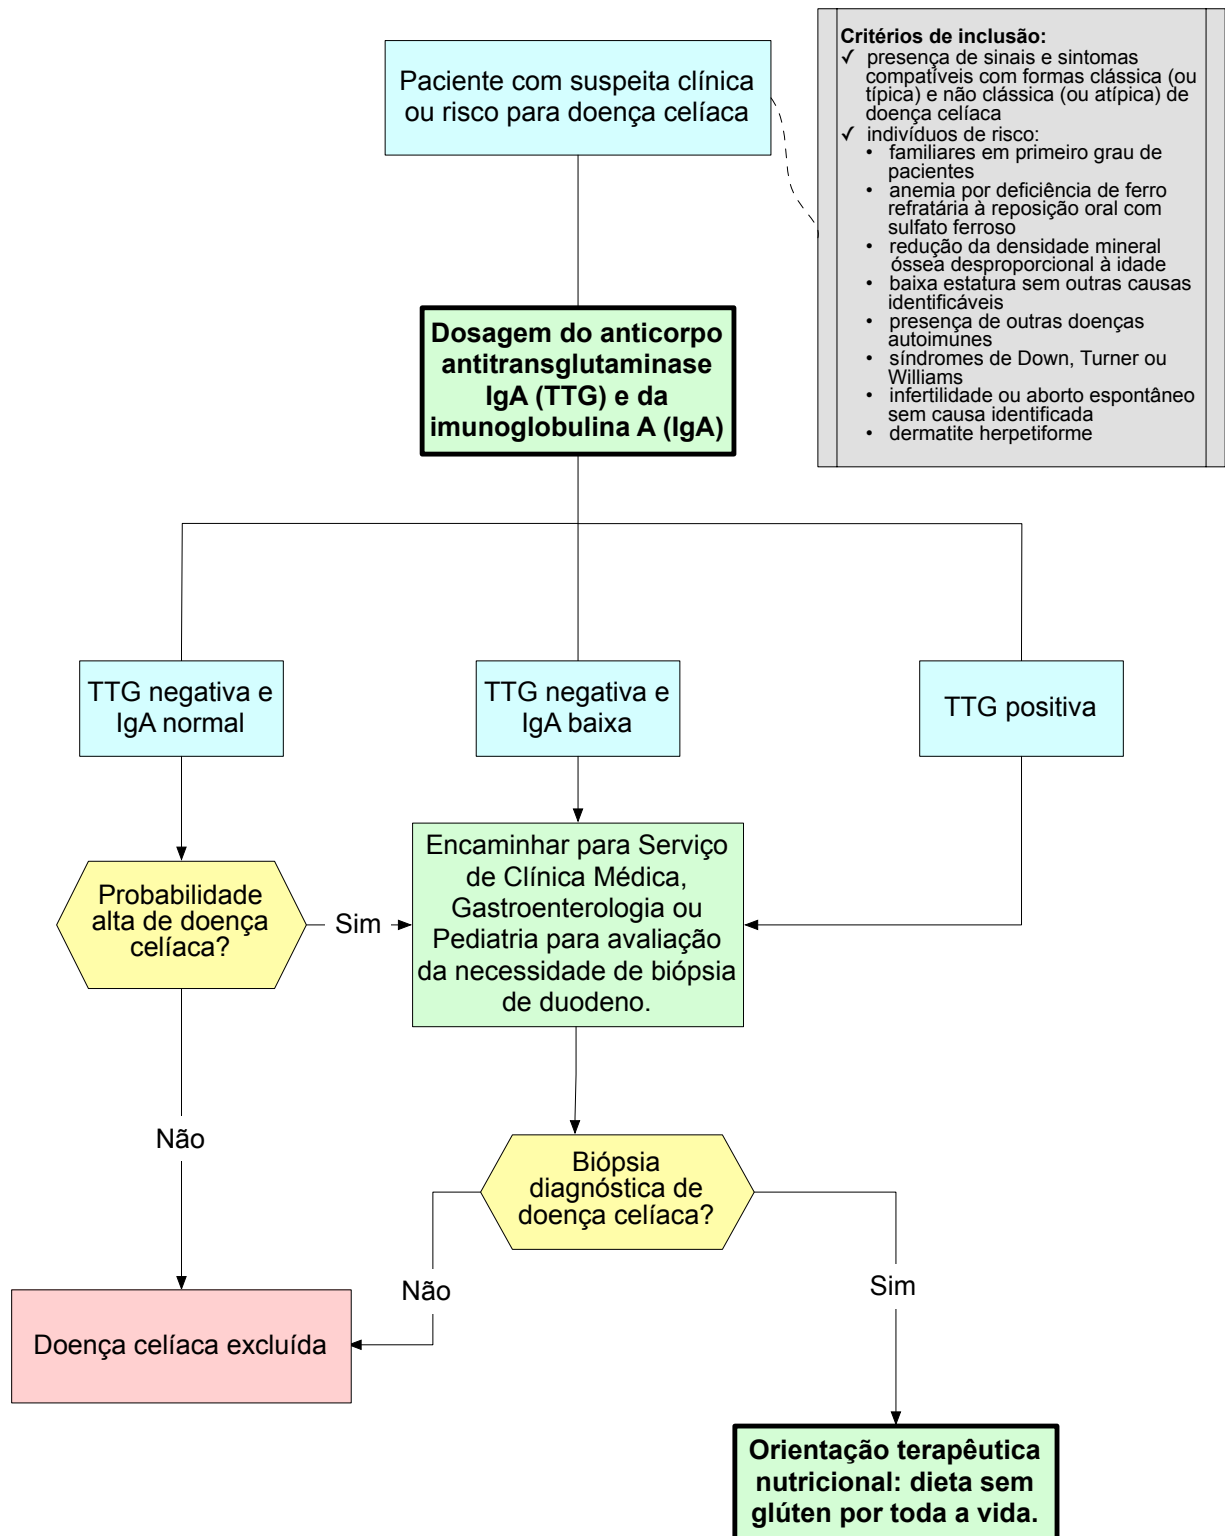 Paciente com suspeita clínica
ou risco para doença celíaca
Critérios de inclusão:
✓ presença de sinais e sintomas
compatíveis com formas clássica (ou
típica) e não clássica (ou atípica) de
doença celíaca
✓ indivíduos de risco:
• familiares em primeiro grau de
pacientes
• anemia por deficiência de ferro
refratária à reposição oral com
sulfato ferroso
• redução da densidade mineral
óssea desproporcional à idade
• baixa estatura sem outras causas
identificáveis
• presença de outras doenças
autoimunes
• síndromes de Down, Turner ou
Williams
• infertilidade ou aborto espontâneo
sem causa identificada
• dermatite herpetiforme
Dosagem do anticorpo
antitransglutaminase
IgA (TTG) e da
imunoglobulina A (IgA)
TTG negativa e
IgA normal
TTG negativa e
IgA baixa
TTG positiva
Probabilidade
alta de doença
celíaca?
Sim
Encaminhar para Serviço
de Clínica Médica,
Gastroenterologia ou
Pediatria para avaliação
da necessidade de biópsia
de duodeno.
Não
Biópsia
diagnóstica de
doença celíaca?
Não
Sim
Doença celíaca excluída
Orientação terapêutica
nutricional: dieta sem
glúten por toda a vida.